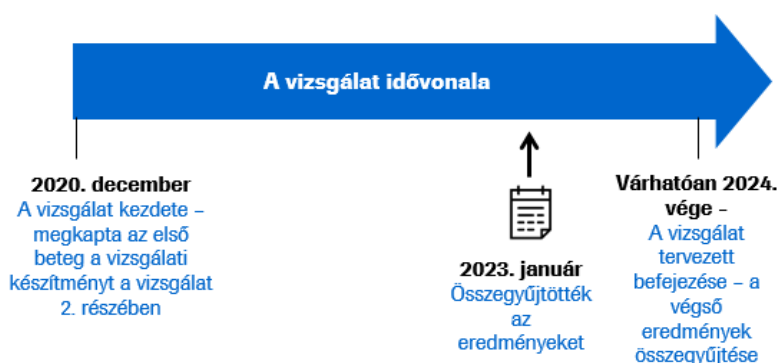 A vizsgálat idővonala
2020. december
A vizsgálat kezdete –
megkapta az első
beteg a vizsgálati
készítményt a vizsgálat
2. részében
2023. január
Összegyűjtötték
az
eredményeket
Várhatóan 2024.
vége -
A vizsgálat
tervezett
befejezése – a
végső
eredmények
összegyűjtése